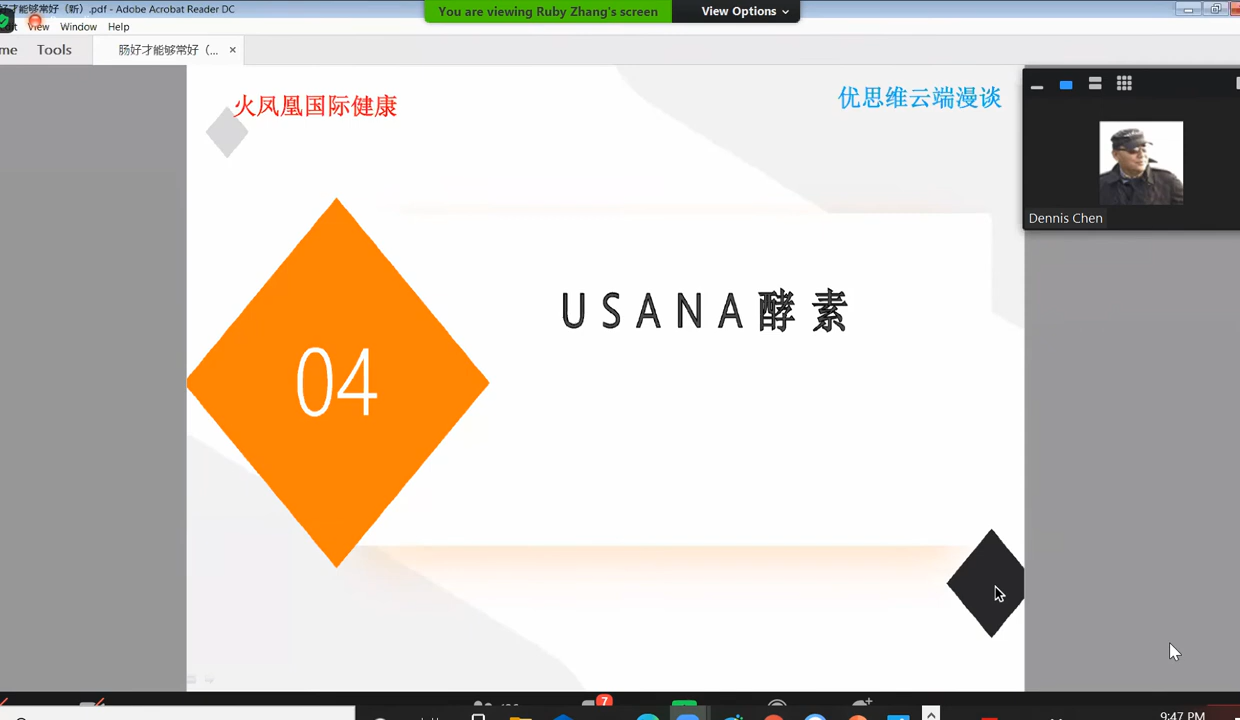 才能够常好（新）.pdf - Adobe Acrobat Reader DC
You are viewing Ruby Zhang's screen
View Options
View Window Help
me Tools 肠好才能够常好（... ×
火凤凰国际健康
优思维云端漫谈
Dennis Chen
USANA酵素
04
7
9:47 PM